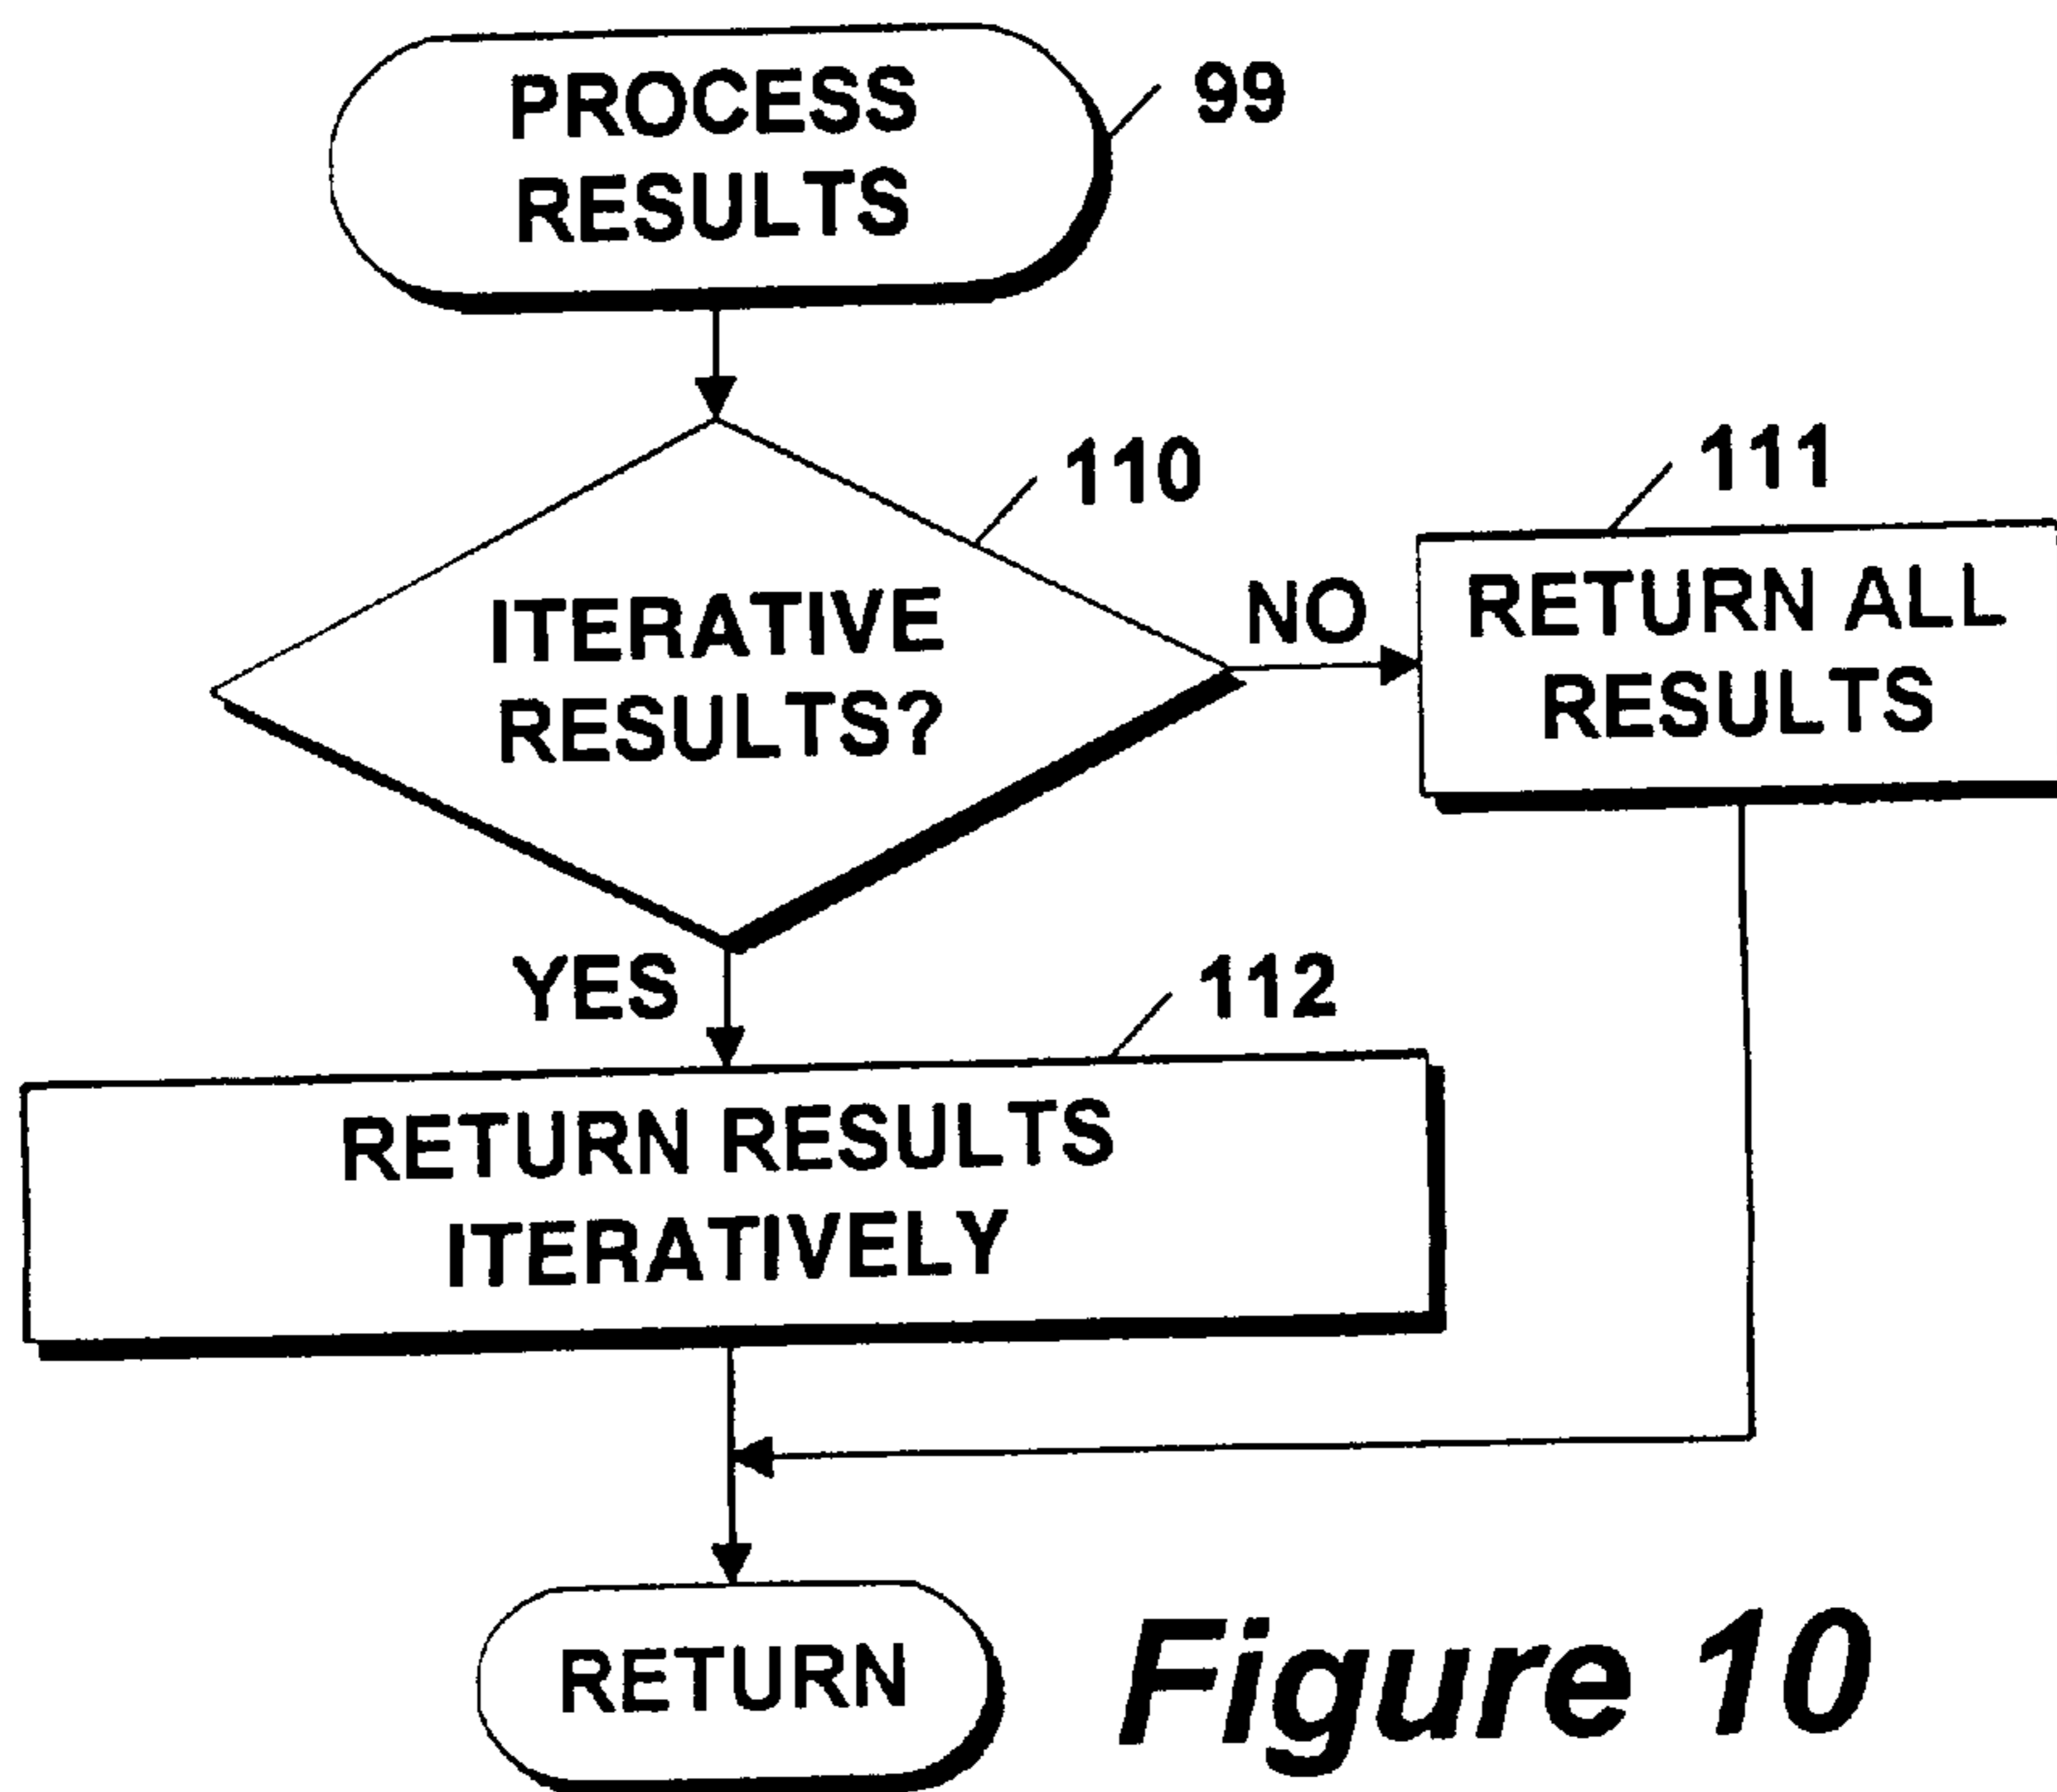 PROCESS
RESULTS
99
110
ITERATIVE
RESULTS?
NO
111
RETURN ALL
RESULTS
YES
112
RETURN RESULTS
ITERATIVELY
RETURN
Figure 10